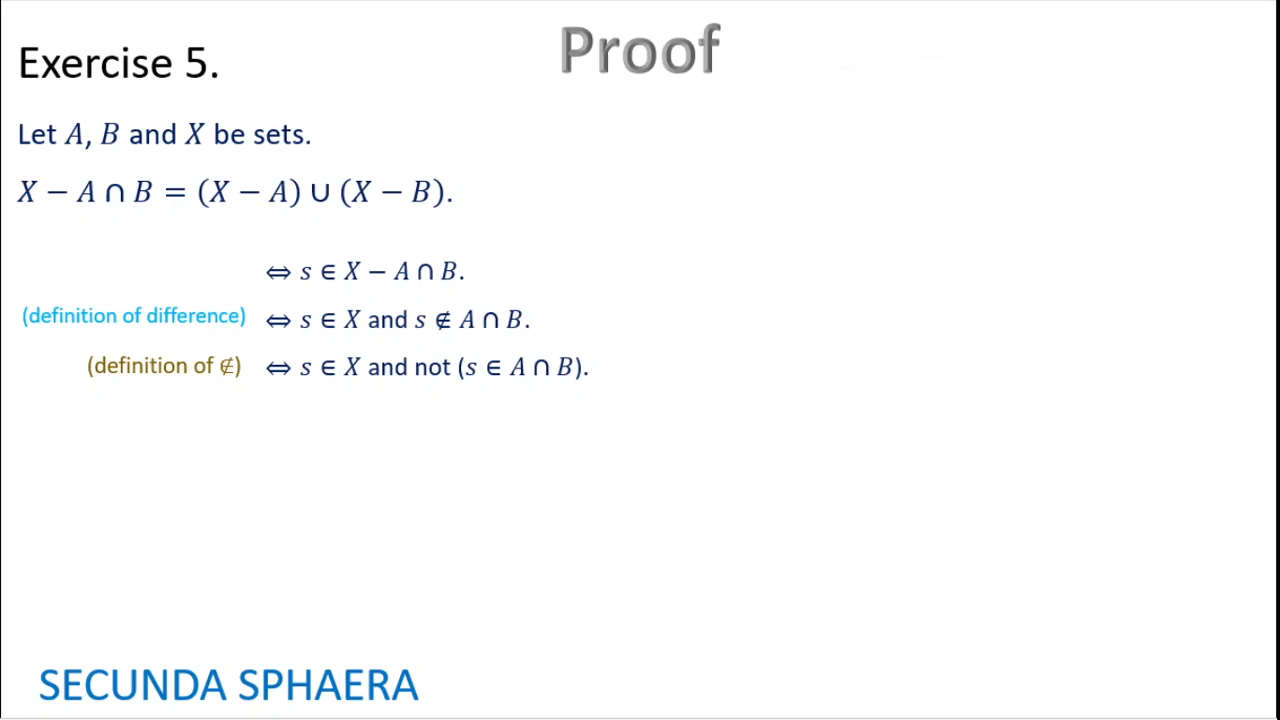 Proof
Exercise 5.
Let A, B and X be sets.
X − A ∩ B = (X − A) ∪ (X − B).
⇔ s ∈ X − A ∩ B.
(definition of difference) ⇔ s ∈ X and s ∉ A ∩ B.
(definition of ∉) ⇔ s ∈ X and not (s ∈ A ∩ B).
SECUNDA SPHAERA